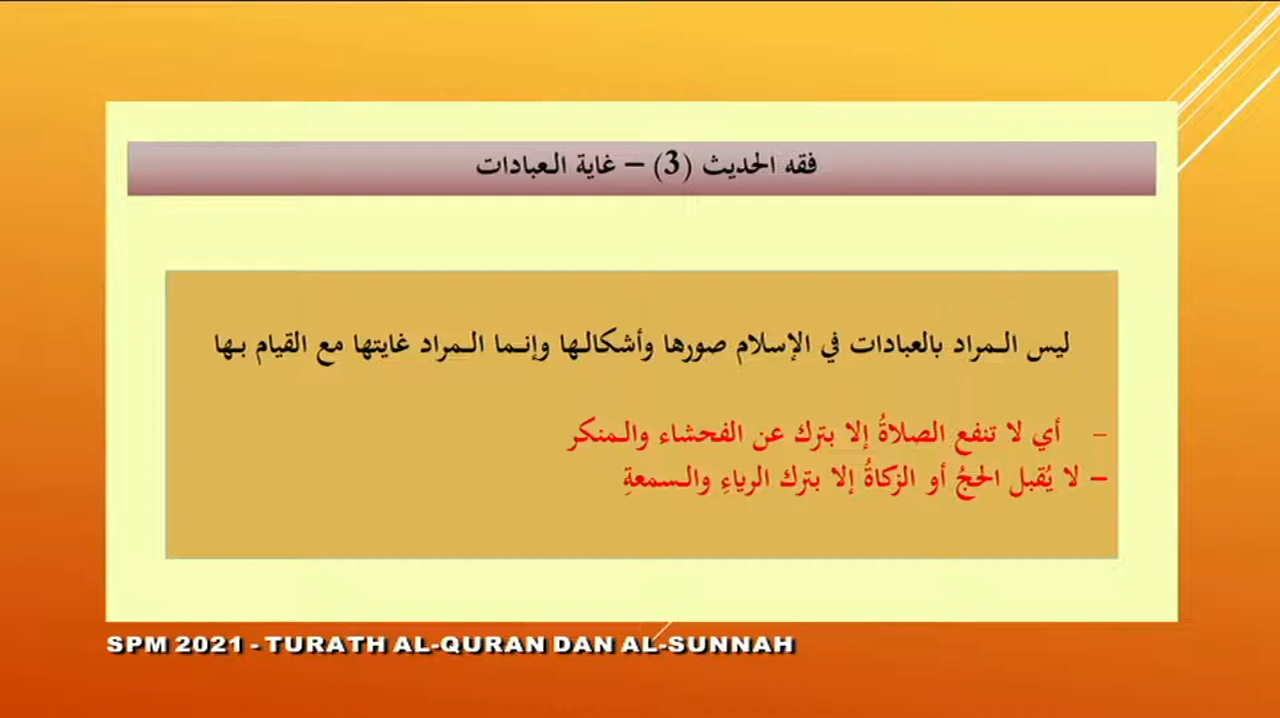 فقه الحديث (3) – غاية العبادات
ليس المراد بالعبادات في الإسلام صورها وأشكالها وإنما المراد غايتها مع القيام بها
- أي لا تنفع الصلاةُ إلا بترك عن الفحشاء والمنكر
– لا يُقبل الحجُ أو الزكاةُ إلا بترك الرياءِ والسمعةِ
SPM 2021 - TURATH AL-QURAN DAN AL-SUNNAH